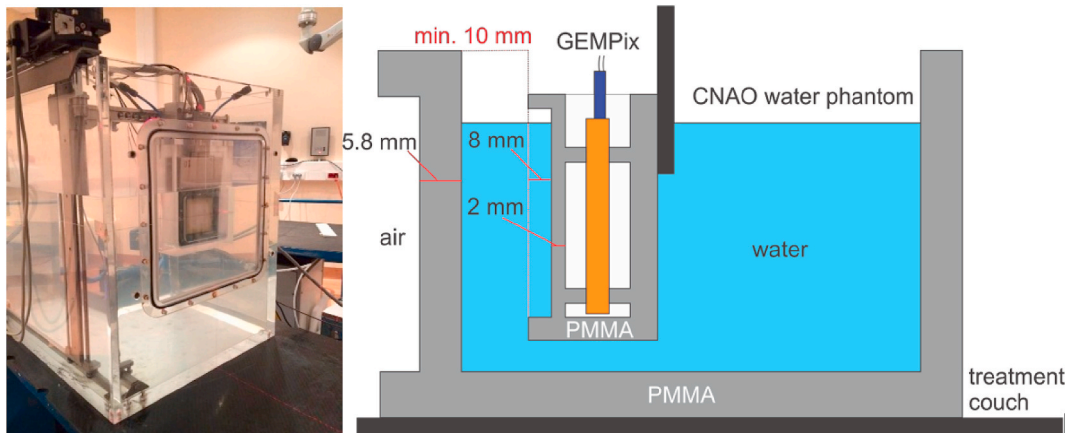 min. 10 mm
GEMPix
CNAO water phantom
5.8 mm
8 mm
2 mm
air
water
PMMA
PMMA
treatment
couch